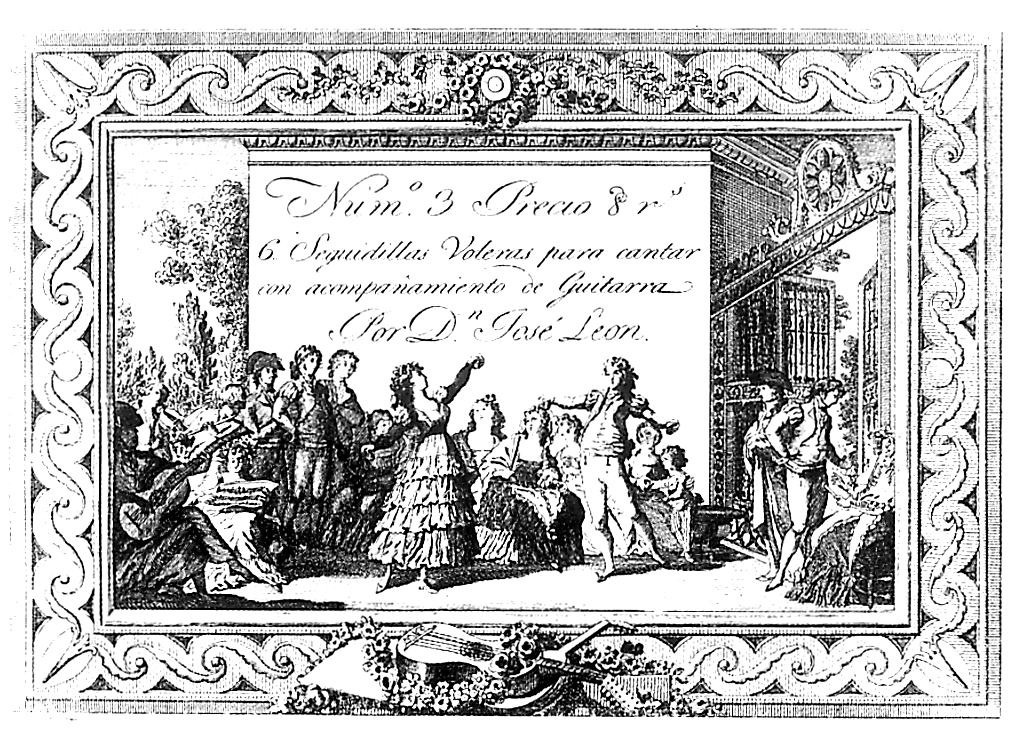 Num.º 3 Precio 8 r.ˢ
6. Seguidillas Voleras para cantar
con acompañamiento de Guitarra
Por D.ⁿ José Leon.